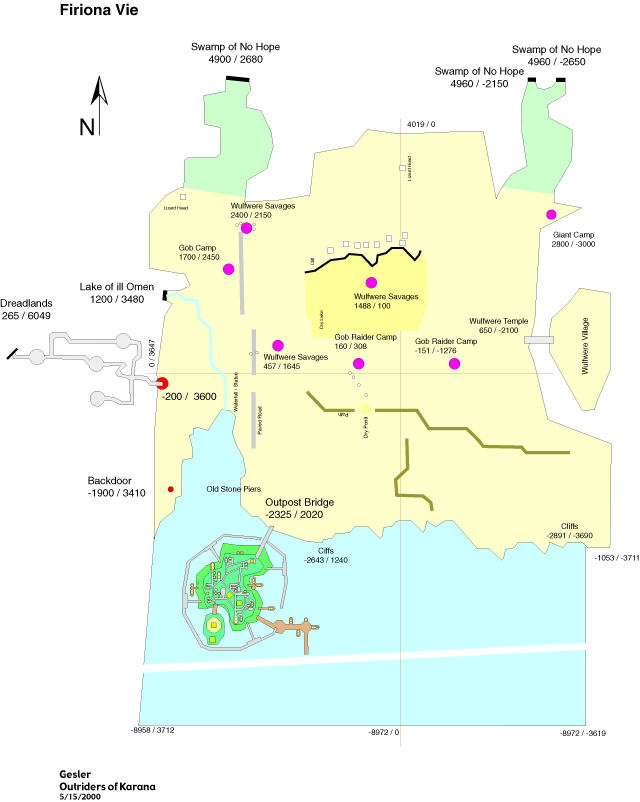 Firiona Vie
Swamp of No Hope
4900 / 2680
Swamp of No Hope
4960 / -2650
Swamp of No Hope
4960 / -2150
N
4019 / 0
Lizard Head
Lizard Head
Wulfwere Savages
2400 / 2150
Giant Camp
2800 / -3000
Gob Camp
1700 / 2450
Hill
Lake of ill Omen
1200 / 3480
Wulfwere Savages
1488 / 100
Dreadlands
265 / 6049
Dry Lake
Wulfwere Temple
650 / -2100
Wulfwere Village
Gob Raider Camp
160 / 308
Gob Raider Camp
-151 / -1276
0 / 3647
Wulfwere Savages
457 / 1645
-200 / 3600
Waterfall / Statue
Paved Road
Path
Dry Pond
Backdoor
-1900 / 3410
Old Stone Piers
Outpost Bridge
-2325 / 2020
Cliffs
-2891 / -3690
Cliffs
-2643 / 1240
-1053 / -3711
-8958 / 3712
-8972 / 0
-8972 / -3619
Gesler
Outriders of Karana
5/15/2000